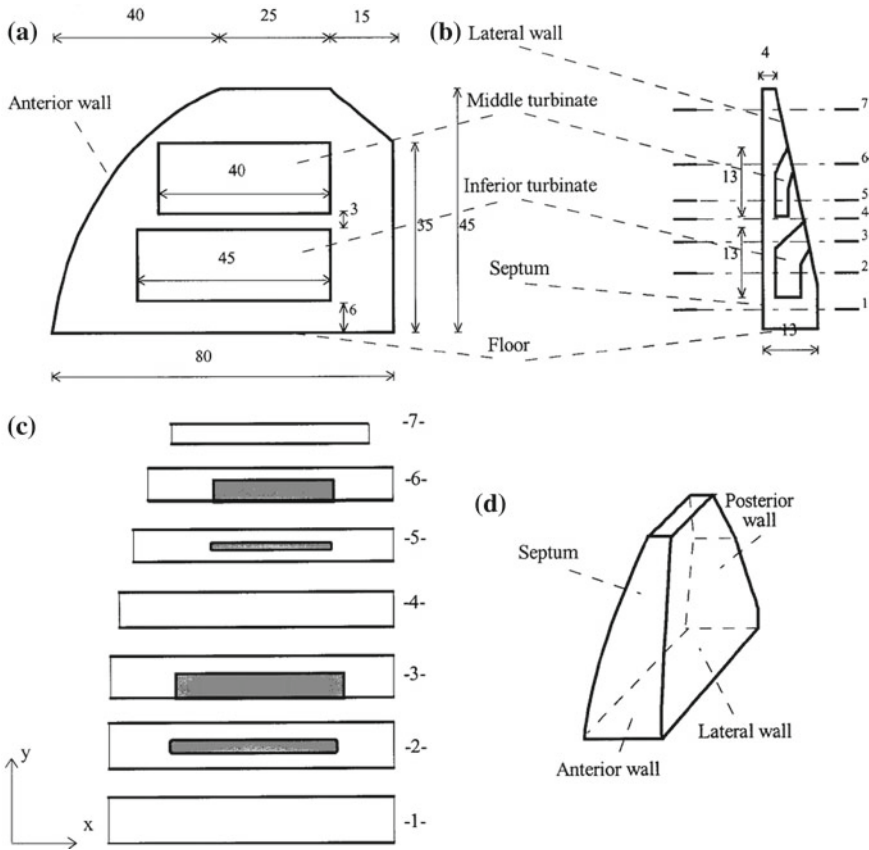 40 25 15
(a)
(b)
Lateral wall
4
Anterior wall
Middle turbinate
7
6
40
13
Inferior turbinate
5
3
35
45
4
45
13
3
2
Septum
6
1
13
Floor
80
(c)
-7-
-6-
(d)
Posterior
wall
-5-
Septum
-4-
-3-
y
-2-
Lateral wall
Anterior wall
x
-1-